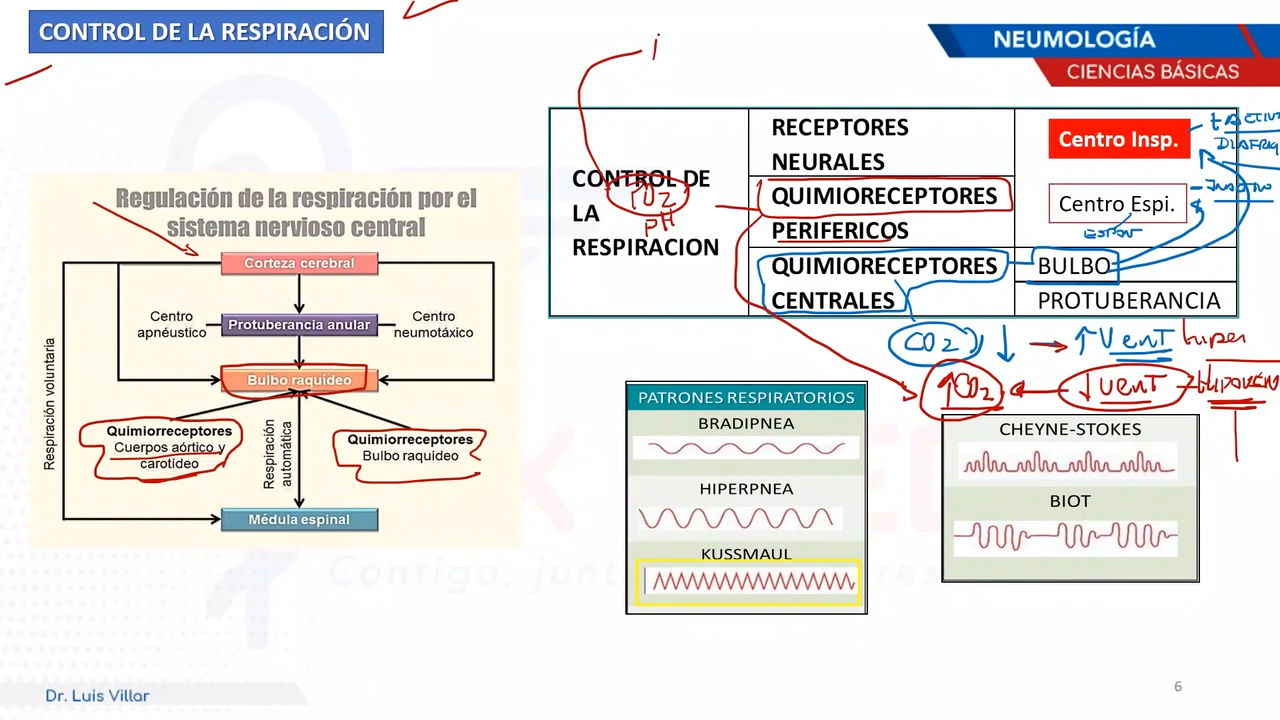 CONTROL DE LA RESPIRACIÓN
NEUMOLOGÍA
CIENCIAS BÁSICAS
Regulación de la respiración por el
sistema nervioso central
Corteza cerebral
Centro
apnéustico
Protuberancia anular
Centro
neumotáxico
Bulbo raquídeo
Respiración voluntaria
Quimiorreceptores
Cuerpos aórtico y
carotídeo
Respiración
automática
Quimiorreceptores
Bulbo raquídeo
Médula espinal
CONTROL DE
LA
RESPIRACION
PO2
PH
RECEPTORES
NEURALES
QUIMIORECEPTORES
PERIFERICOS
QUIMIORECEPTORES
CENTRALES
Centro Insp.
Centro Espi.
BULBO
PROTUBERANCIA
CO2 ↓ → ↑ VenT hiper
↑CO2 ← ↓ VenT
PATRONES RESPIRATORIOS
BRADIPNEA
HIPERPNEA
KUSSMAUL
CHEYNE-STOKES
BIOT
Dr. Luis Villar
6